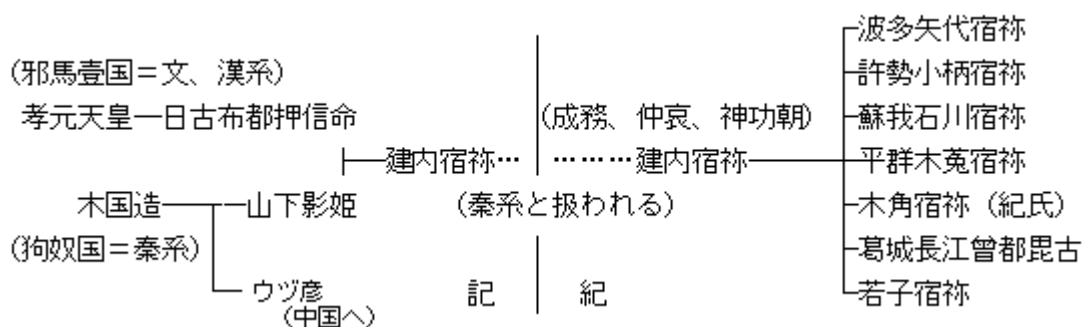 波多矢代宿祢
(邪馬壹国＝文、漢系)
許勢小柄宿祢
孝元天皇―日古布都押信命
(成務、仲哀、神功朝)
蘇我石川宿祢
建内宿祢…
………建内宿祢
平群木菟宿祢
木国造
山下影姫
(秦系と扱われる)
木角宿祢（紀氏）
(狗奴国＝秦系)
葛城長江曾都毘古
ウヅ彦
記
紀
若子宿祢
(中国へ)